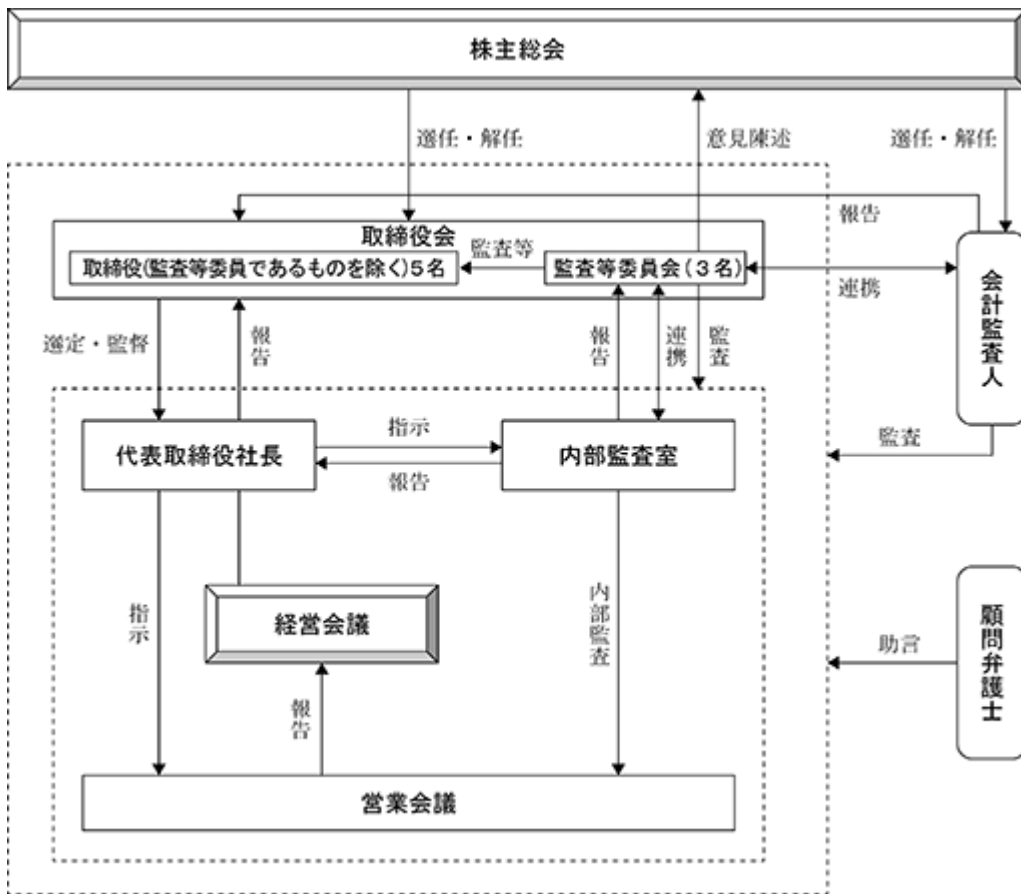 株主総会
選任・解任
意見陳述
選任・解任
報告
取締役会
監査等
取締役(監査等委員であるものを除く)5名
監査等委員会(3名)
連携
会計監査人
選定・監督
報告
報告
連携
監査
代表取締役社長
指示
報告
内部監査室
監査
指示
経営会議
内部監査
助言
顧問弁護士
報告
営業会議